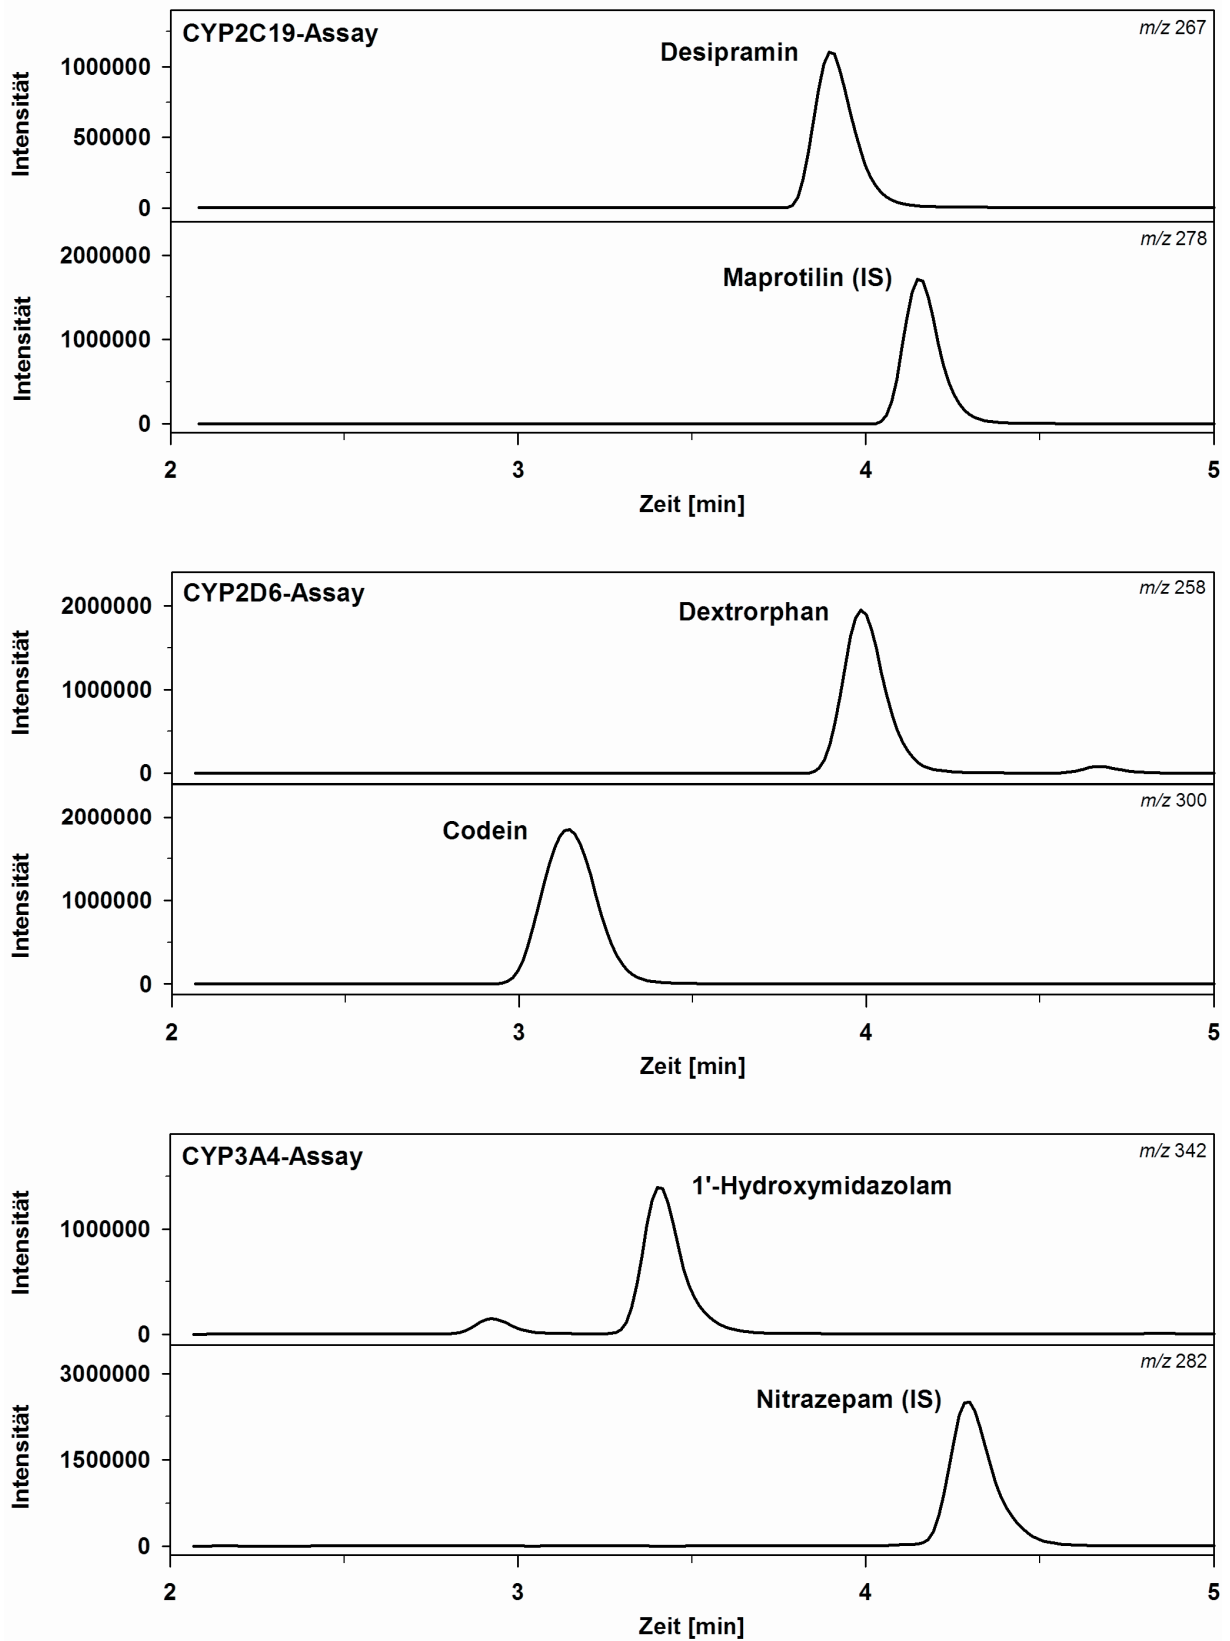 CYP2C19-Assay
m/z 267
Desipramin
Intensität
1000000
500000
0
m/z 278
Maprotilin (IS)
Intensität
2000000
1000000
0
2 3 4 5
Zeit [min]
CYP2D6-Assay
m/z 258
Dextrorphan
Intensität
2000000
1000000
0
m/z 300
Codein
Intensität
2000000
1000000
0
2 3 4 5
Zeit [min]
CYP3A4-Assay
m/z 342
1'-Hydroxymidazolam
Intensität
1000000
0
m/z 282
Nitrazepam (IS)
Intensität
3000000
1500000
0
2 3 4 5
Zeit [min]